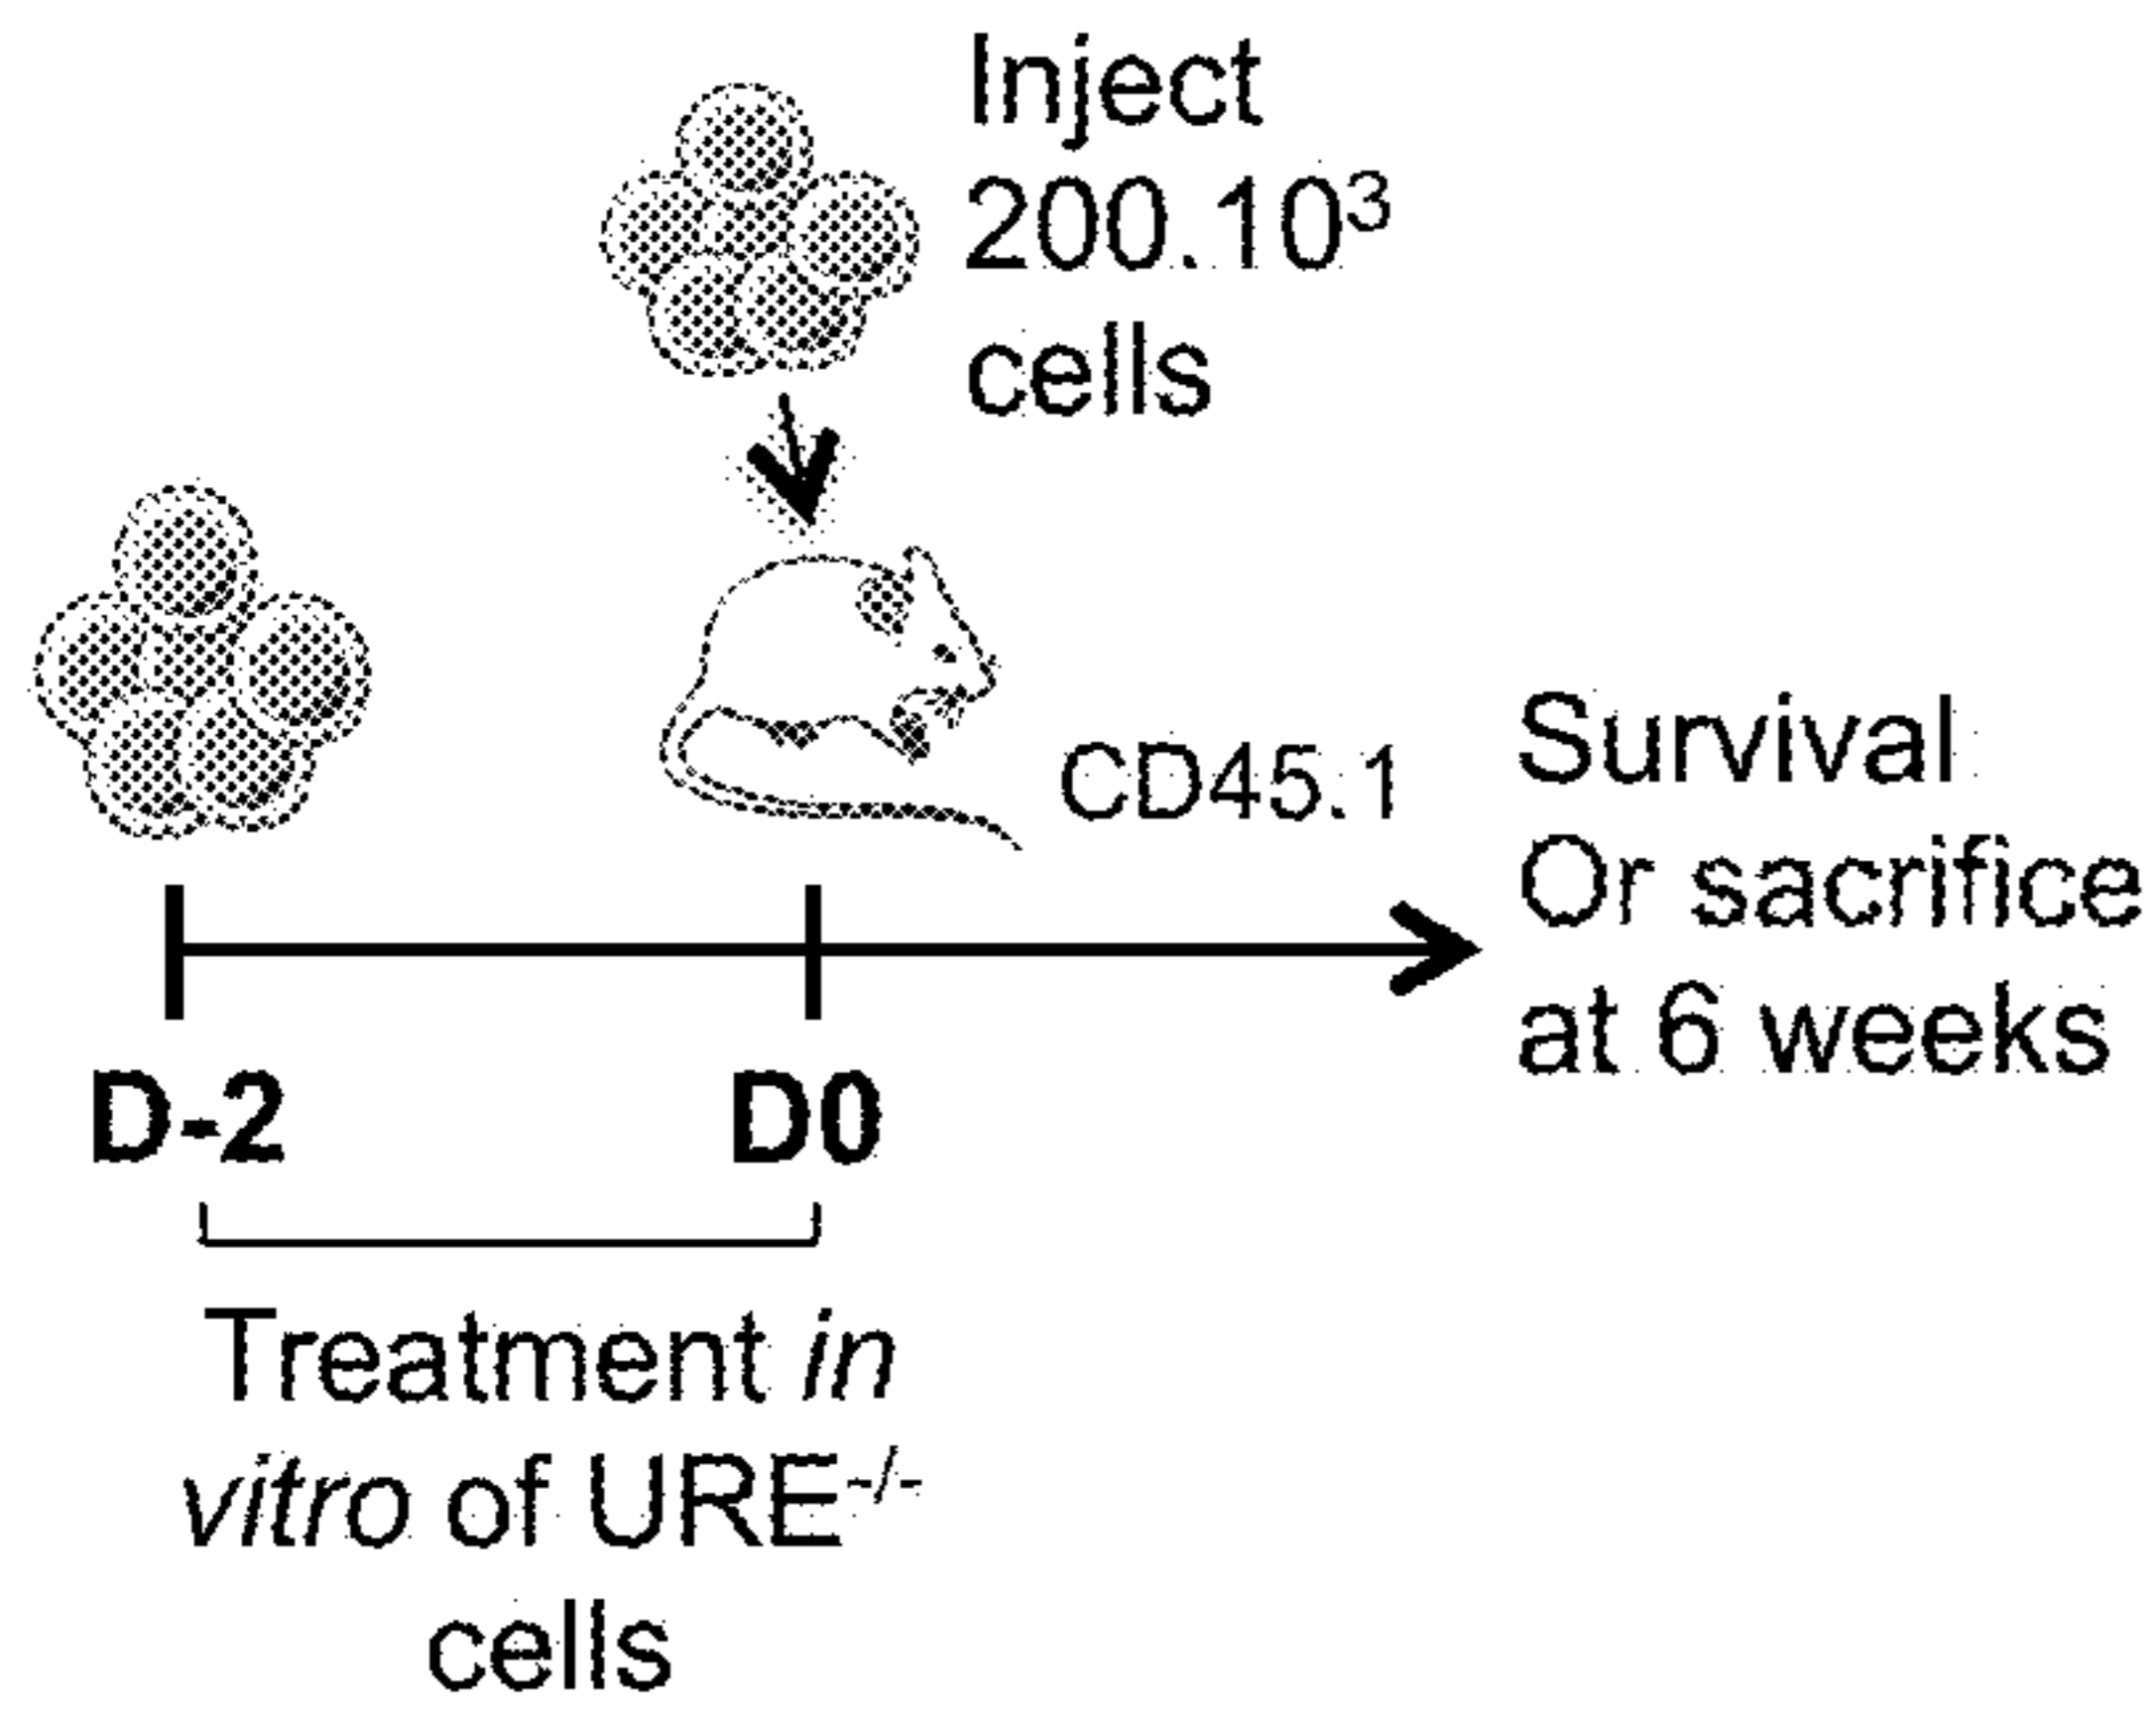 Inject
200.10³
cells
CD45.1
Survival
Or sacrifice
at 6 weeks
D-2
D0
Treatment in
vitro of URE-/-
cells